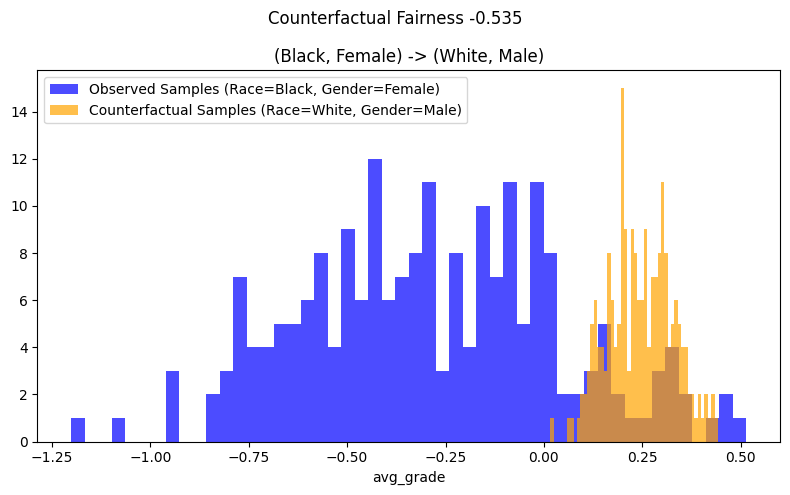 Counterfactual Fairness -0.535
(Black, Female) -> (White, Male)
Observed Samples (Race=Black, Gender=Female)
Counterfactual Samples (Race=White, Gender=Male)
14
12
10
8
6
4
2
0
−1.25 −1.00 −0.75 −0.50 −0.25 0.00 0.25 0.50
avg_grade